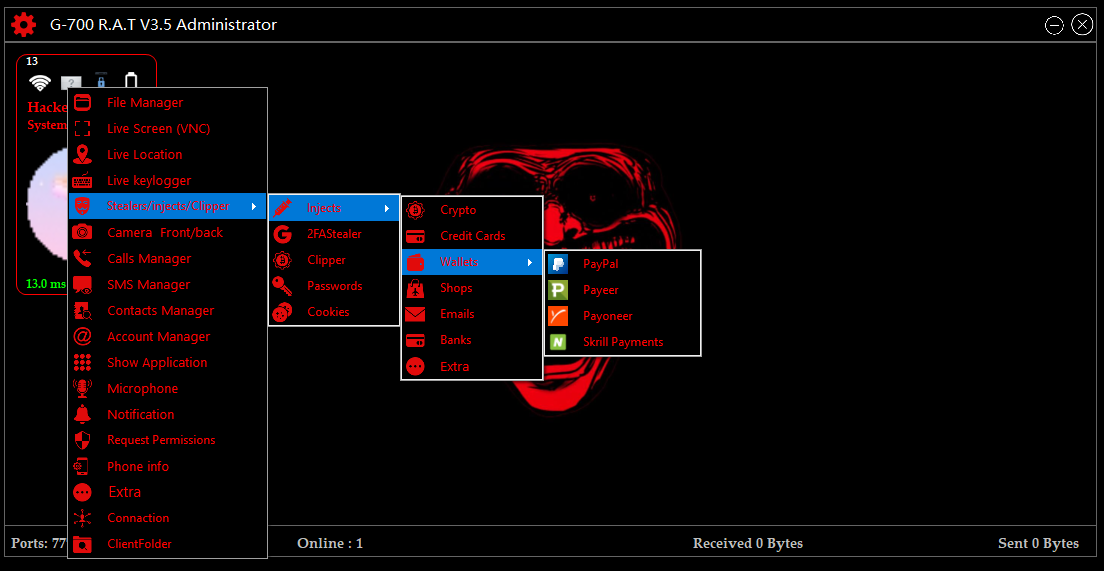 G-700 R.A.T V3.5 Administrator
13
Hacke
System
13.0 ms
File Manager
Live Screen (VNC)
Live Location
Live keylogger
Stealers/Injects/Clipper
Camera Front/back
Calls Manager
SMS Manager
Contacts Manager
Account Manager
Show Application
Microphone
Notification
Request Permissions
Phone info
Extra
Connaction
ClientFolder
Injects
2FAStealer
Clipper
Passwords
Cookies
Crypto
Credit Cards
Wallets
Shops
Emails
Banks
Extra
PayPal
Payeer
Payoneer
Skrill Payments
Ports: 77
Online : 1
Received 0 Bytes
Sent 0 Bytes